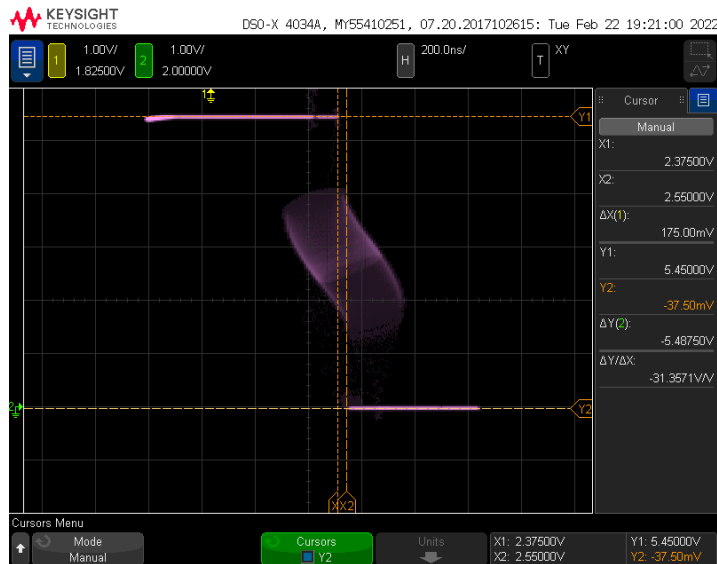 KEYSIGHT
TECHNOLOGIES
DSO-X 4034A, MY55410251, 07.20.2017102615: Tue Feb 22 19:21:00 2022
1 1.00V/ 2 1.00V/ H 200.0ns/ T XY
1.82500V 2.00000V
Cursor
Manual
X1:
2.37500V
X2:
2.55000V
ΔX(1):
175.00mV
Y1:
5.45000V
Y2:
-37.50mV
ΔY(2):
-5.48750V
ΔY/ΔX:
-31.3571V/V
1
Y1
2
Y2
XX2
Cursors Menu
Mode
Manual
Cursors
Y2
Units
X1: 2.37500V
X2: 2.55000V
Y1: 5.45000V
Y2: -37.50mV